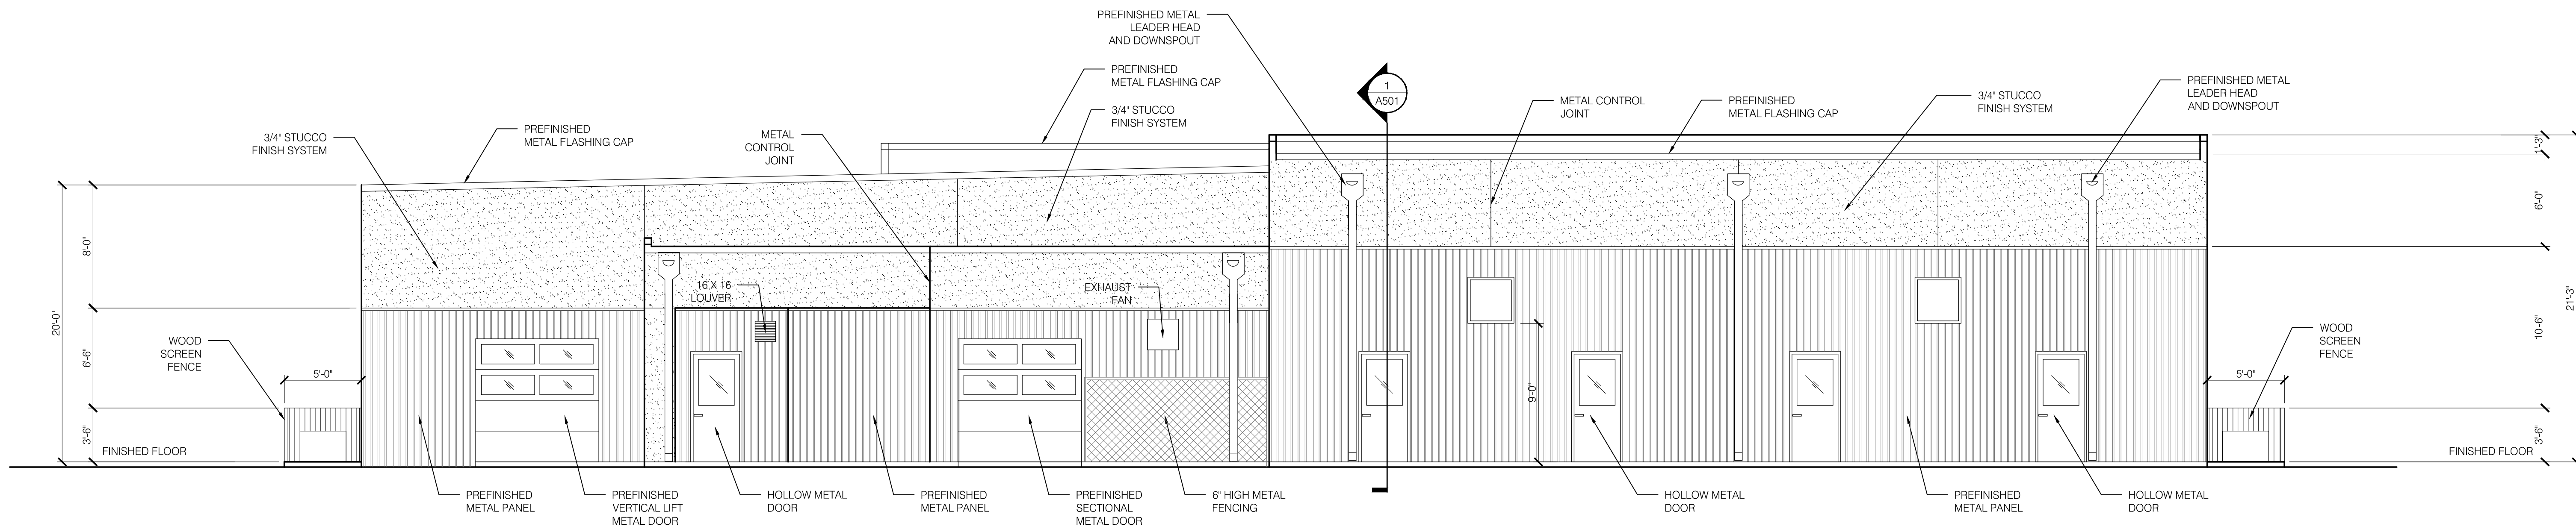 PREFINISHED METAL
LEADER HEAD
AND DOWNSPOUT
PREFINISHED
METAL FLASHING CAP
3/4" STUCCO
FINISH SYSTEM
1
A501
METAL CONTROL
JOINT
PREFINISHED
METAL FLASHING CAP
3/4" STUCCO
FINISH SYSTEM
PREFINISHED METAL
LEADER HEAD
AND DOWNSPOUT
3/4" STUCCO
FINISH SYSTEM
PREFINISHED
METAL FLASHING CAP
METAL
CONTROL
JOINT
16 X 16
LOUVER
EXHAUST
FAN
20'-0"
8'-0"
6'-6"
3'-6"
WOOD
SCREEN
FENCE
5'-0"
FINISHED FLOOR
9'-0"
WOOD
SCREEN
FENCE
5'-0"
FINISHED FLOOR
1'-3"
6'-0"
10'-6"
3'-6"
21'-3"
PREFINISHED
METAL PANEL
PREFINISHED
VERTICAL LIFT
METAL DOOR
HOLLOW METAL
DOOR
PREFINISHED
METAL PANEL
PREFINISHED
SECTIONAL
METAL DOOR
6" HIGH METAL
FENCING
HOLLOW METAL
DOOR
PREFINISHED
METAL PANEL
HOLLOW METAL
DOOR